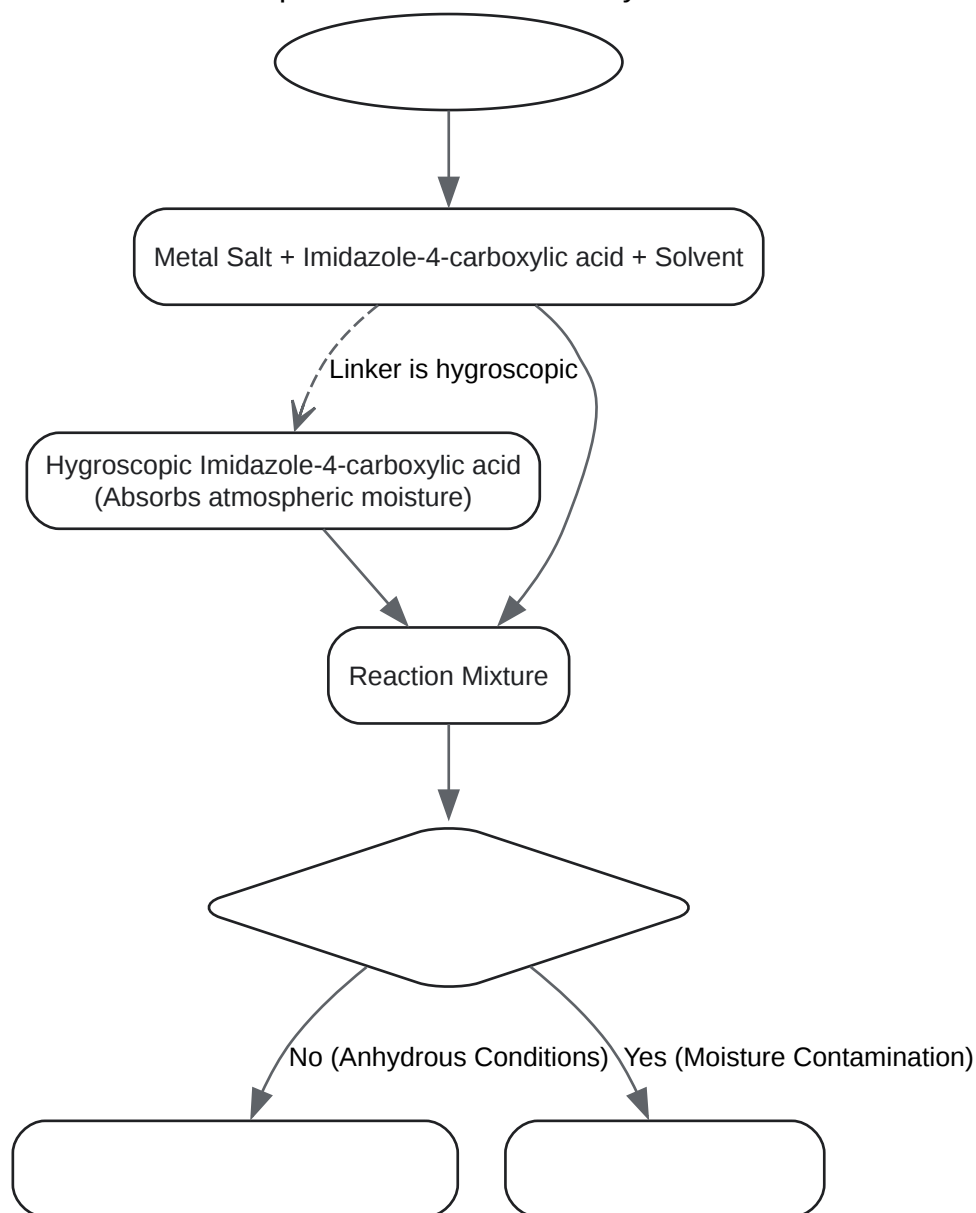 Metal Salt + Imidazole-4-carboxylic acid + Solvent
Linker is hygroscopic
Hygroscopic Imidazole-4-carboxylic acid
(Absorbs atmospheric moisture)
Reaction Mixture
No (Anhydrous Conditions)
Yes (Moisture Contamination)